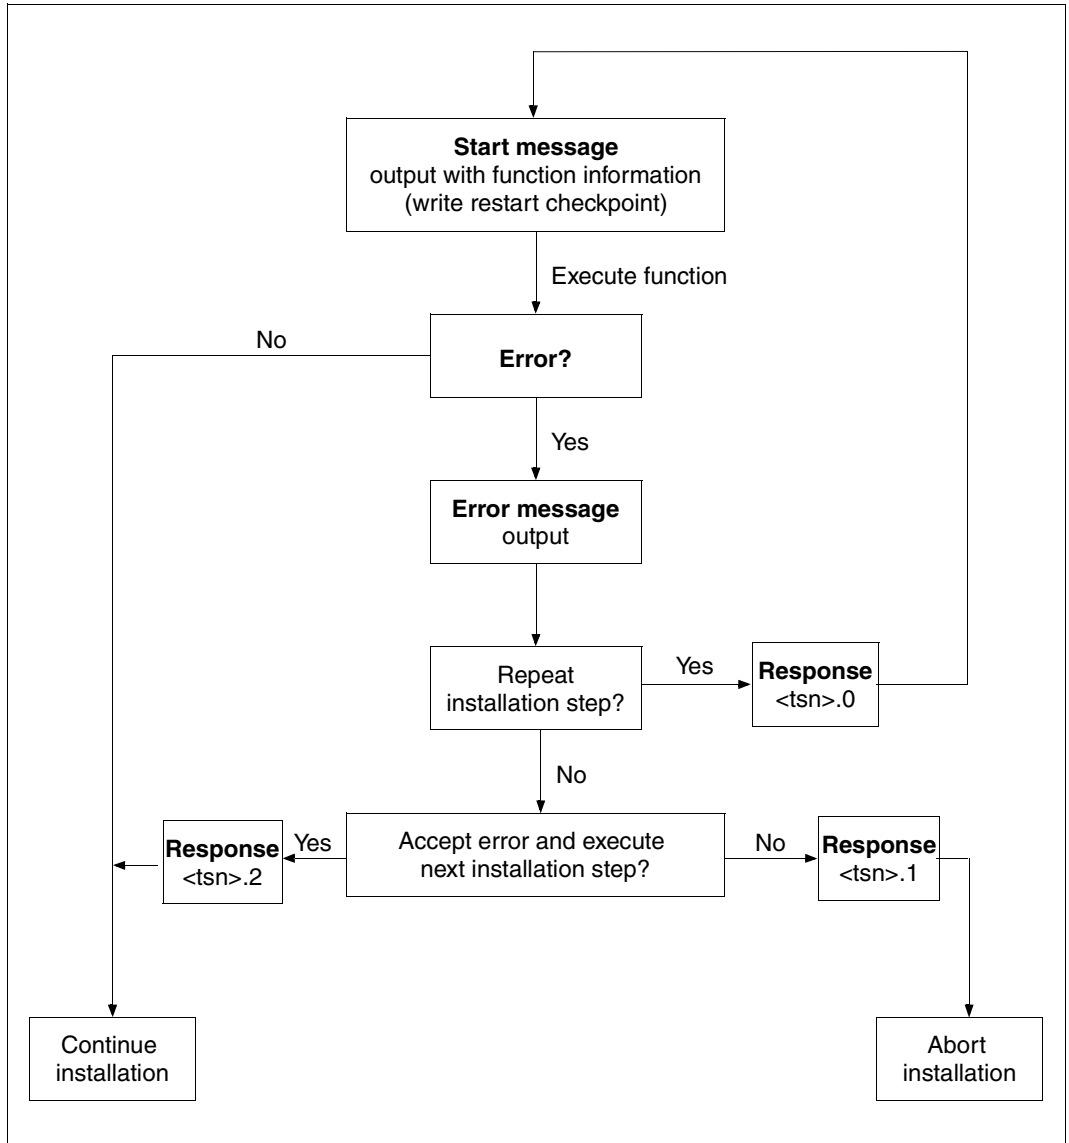 Start message
output with function information
(write restart checkpoint)
Execute function
No
Error?
Yes
Error message
output
Repeat
installation step?
Yes
Response
<tsn>.0
No
Response
<tsn>.2
Yes
Accept error and execute
next installation step?
No
Response
<tsn>.1
Continue
installation
Abort
installation